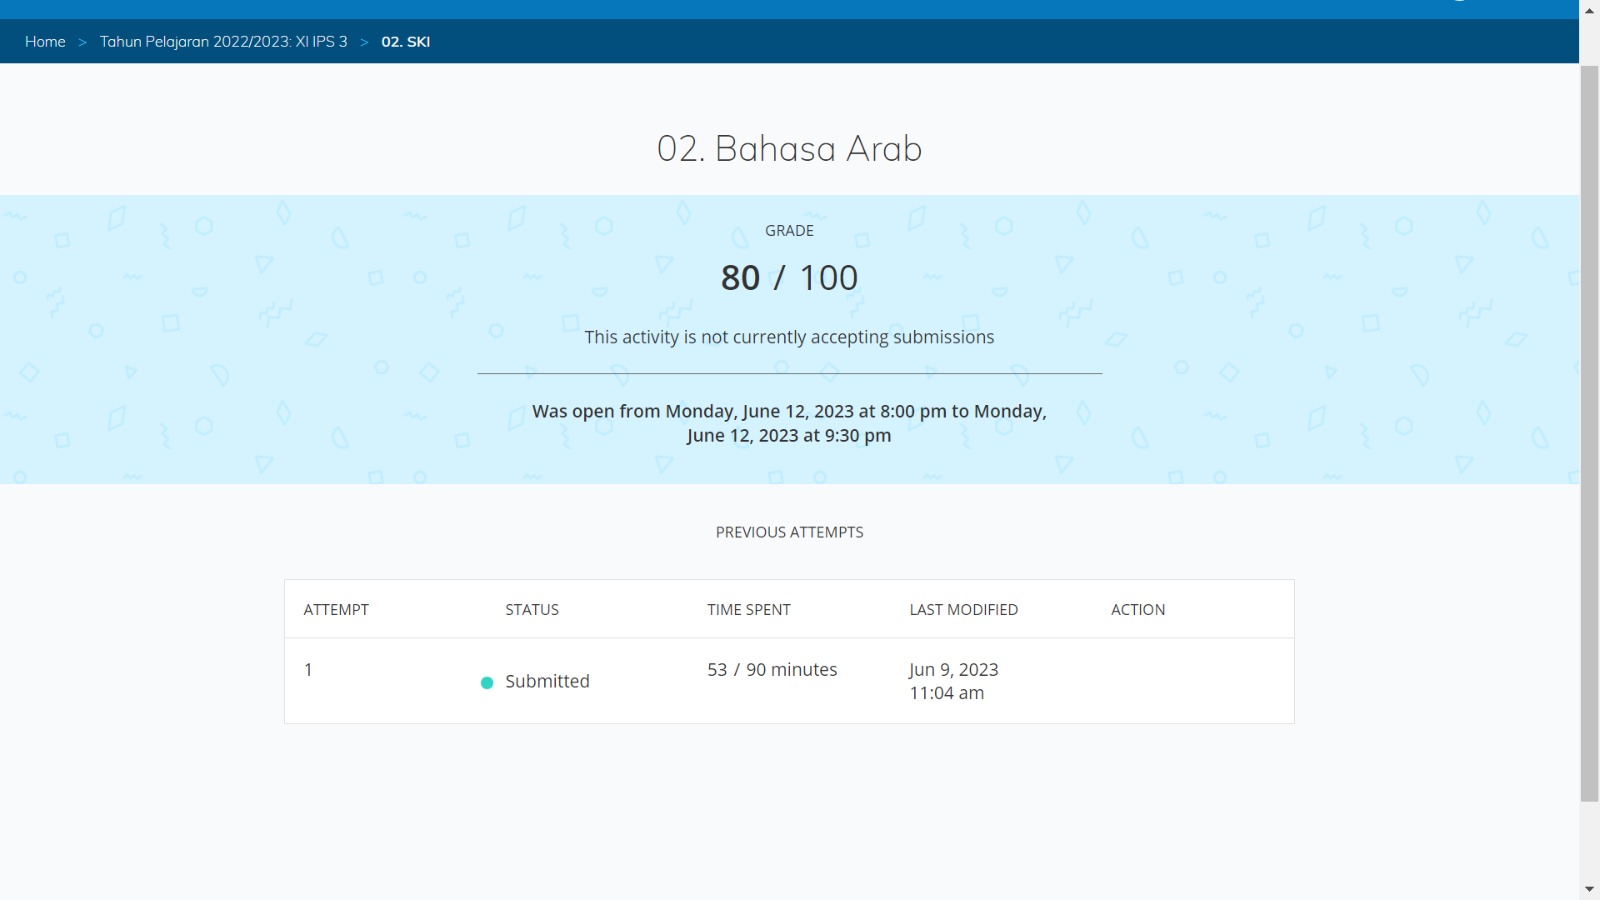 Home > Tahun Pelajaran 2022/2023: XI IPS 3 > 02. SKI
02. Bahasa Arab
GRADE
80 / 100
This activity is not currently accepting submissions
Was open from Monday, June 12, 2023 at 8:00 pm to Monday,
June 12, 2023 at 9:30 pm
PREVIOUS ATTEMPTS
ATTEMPT STATUS TIME SPENT LAST MODIFIED ACTION
1 Submitted 53 / 90 minutes Jun 9, 2023
11:04 am